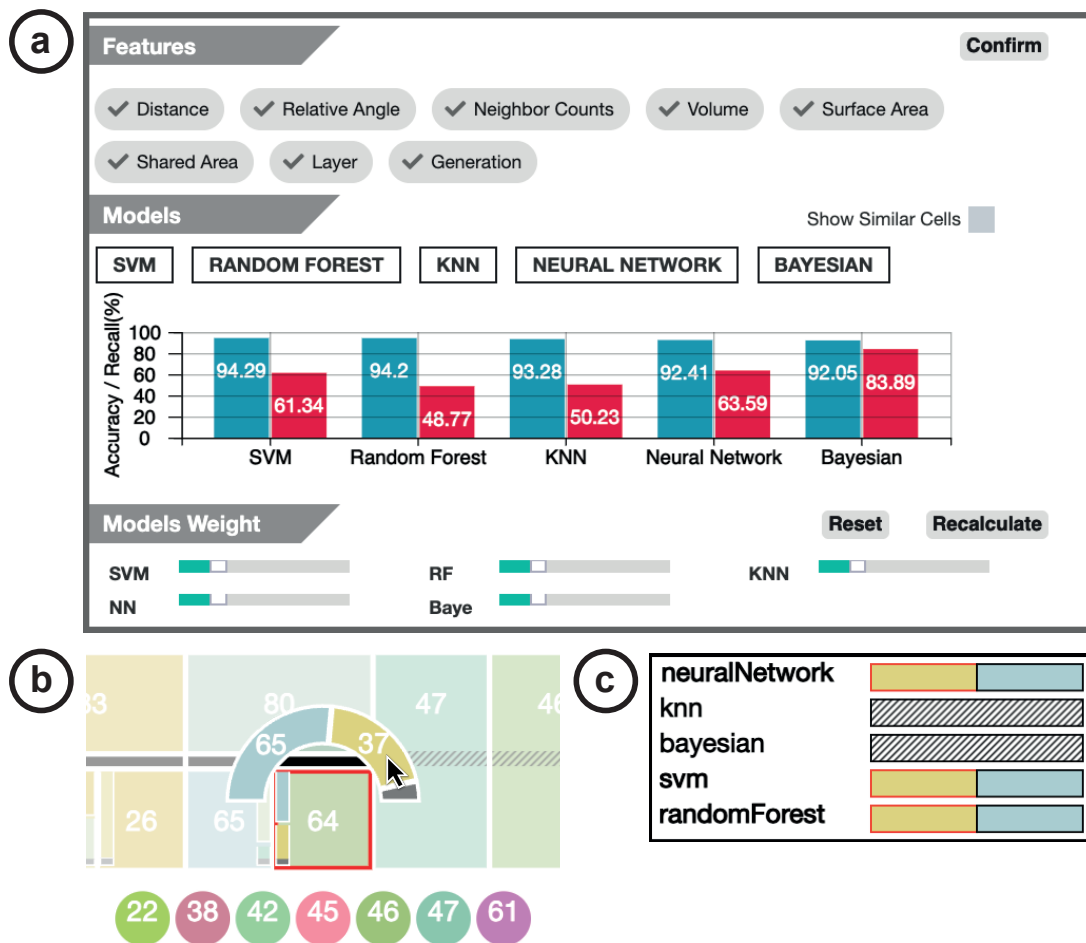 a
Features
Confirm
Distance
Relative Angle
Neighbor Counts
Volume
Surface Area
Shared Area
Layer
Generation
Models
Show Similar Cells
SVM
RANDOM FOREST
KNN
NEURAL NETWORK
BAYESIAN
Accuracy / Recall(%)
100
80
60
40
20
0
94.29
61.34
94.2
48.77
93.28
50.23
92.41
63.59
92.05
83.89
SVM
Random Forest
KNN
Neural Network
Bayesian
Models Weight
Reset
Recalculate
SVM
RF
KNN
NN
Baye
b
80
47
65
37
26
65
64
22
38
42
45
46
47
61
c
neuralNetwork
knn
bayesian
svm
randomForest